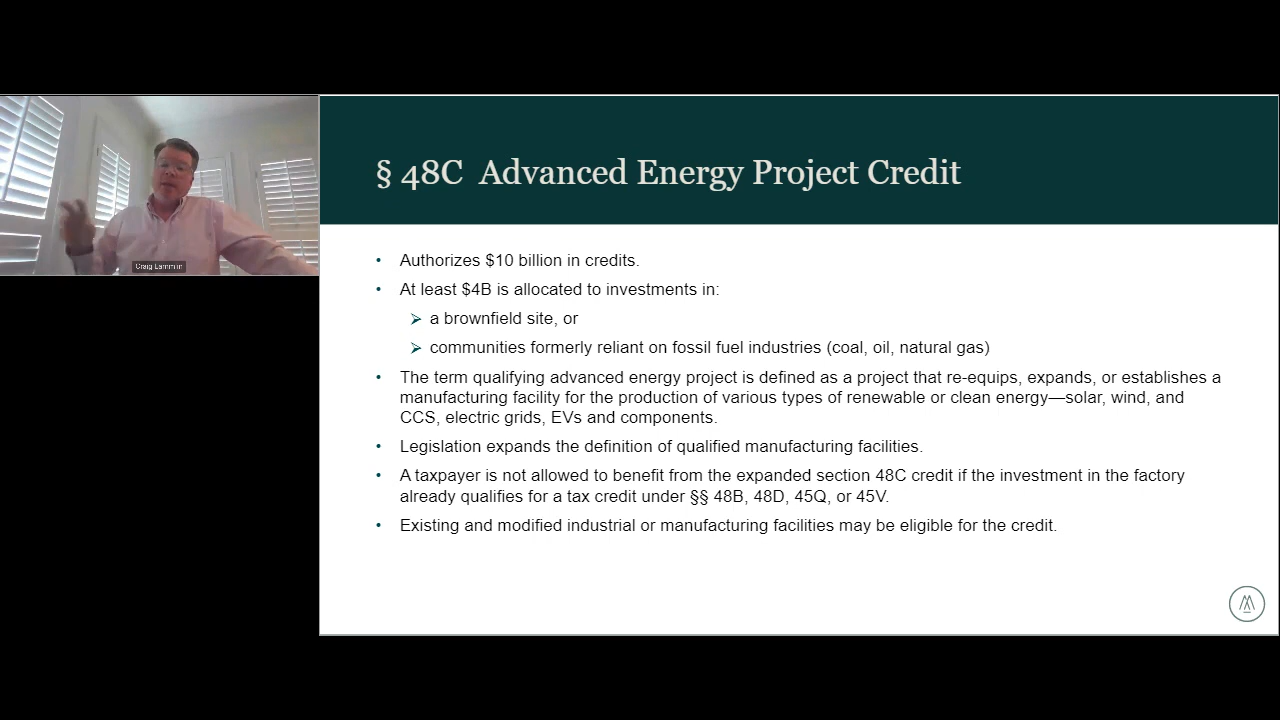 § 48C Advanced Energy Project Credit
Craig Lammlin
• Authorizes $10 billion in credits.
• At least $4B is allocated to investments in:
➢ a brownfield site, or
➢ communities formerly reliant on fossil fuel industries (coal, oil, natural gas)
• The term qualifying advanced energy project is defined as a project that re-equips, expands, or establishes a
manufacturing facility for the production of various types of renewable or clean energy—solar, wind, and
CCS, electric grids, EVs and components.
• Legislation expands the definition of qualified manufacturing facilities.
• A taxpayer is not allowed to benefit from the expanded section 48C credit if the investment in the factory
already qualifies for a tax credit under §§ 48B, 48D, 45Q, or 45V.
• Existing and modified industrial or manufacturing facilities may be eligible for the credit.